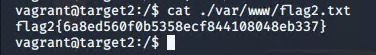 vagrant@target2:/$ cat ./var/www/flag2.txt
flag2{6a8ed560f0b5358ecf844108048eb337}
vagrant@target2:/$